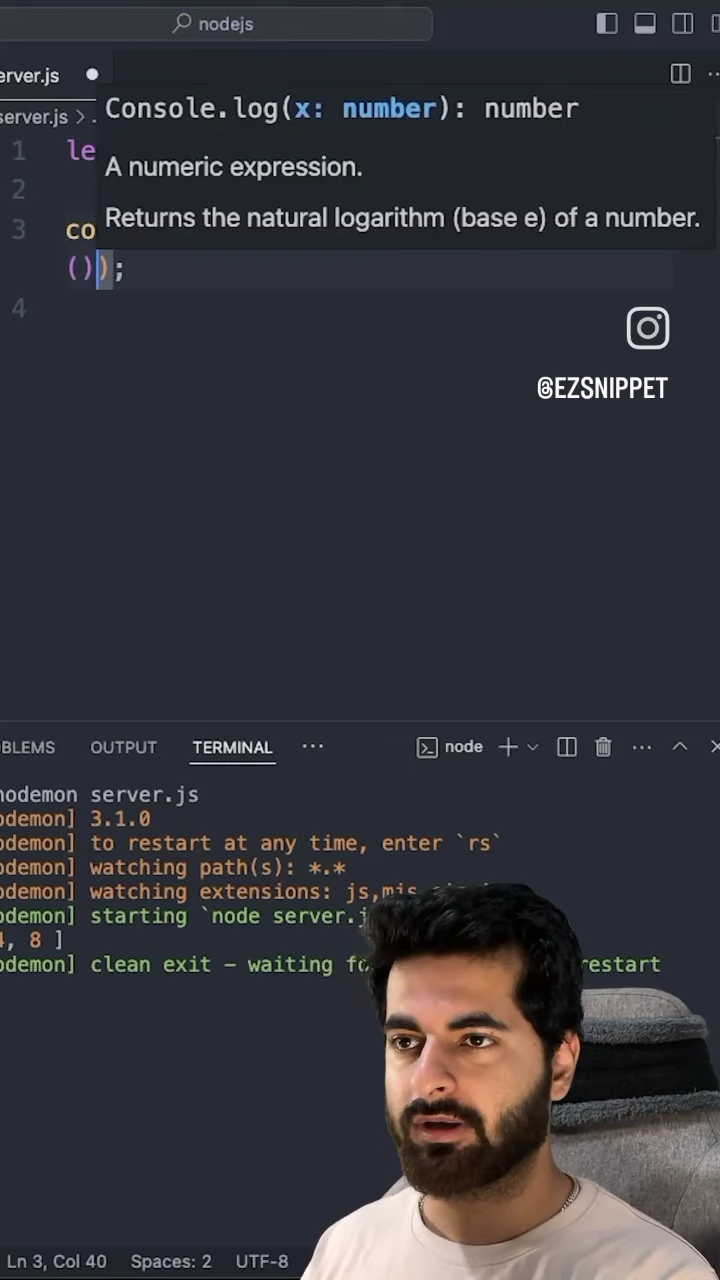 nodejs
erver.js
server.js > .
Console.log(x: number): number
A numeric expression.
Returns the natural logarithm (base e) of a number.
1 le
2
3 co
());
4
@EZSNIPPET
OBLEMS OUTPUT TERMINAL ··· node
nodemon server.js
odemon] 3.1.0
to restart at any time, enter `rs`
odemon] watching path(s): *.*
odemon] watching extensions: js,mjs
odemon] starting `node server.j
4, 8 ]
odemon] clean exit - waiting fo restart
Ln 3, Col 40 Spaces: 2 UTF-8